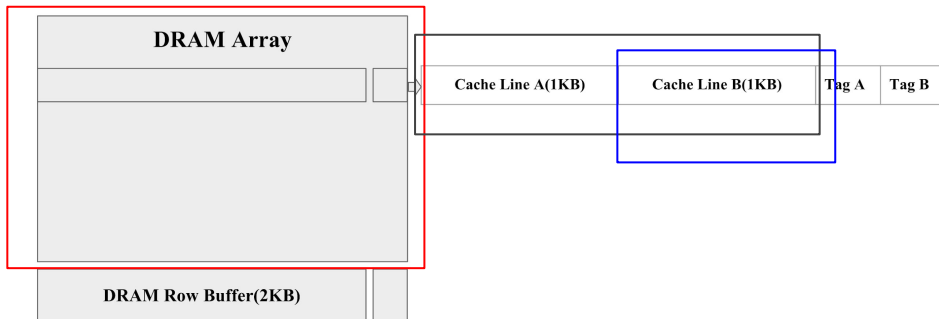 DRAM Array
Cache Line A(1KB) Cache Line B(1KB) Tag A Tag B
DRAM Row Buffer(2KB)